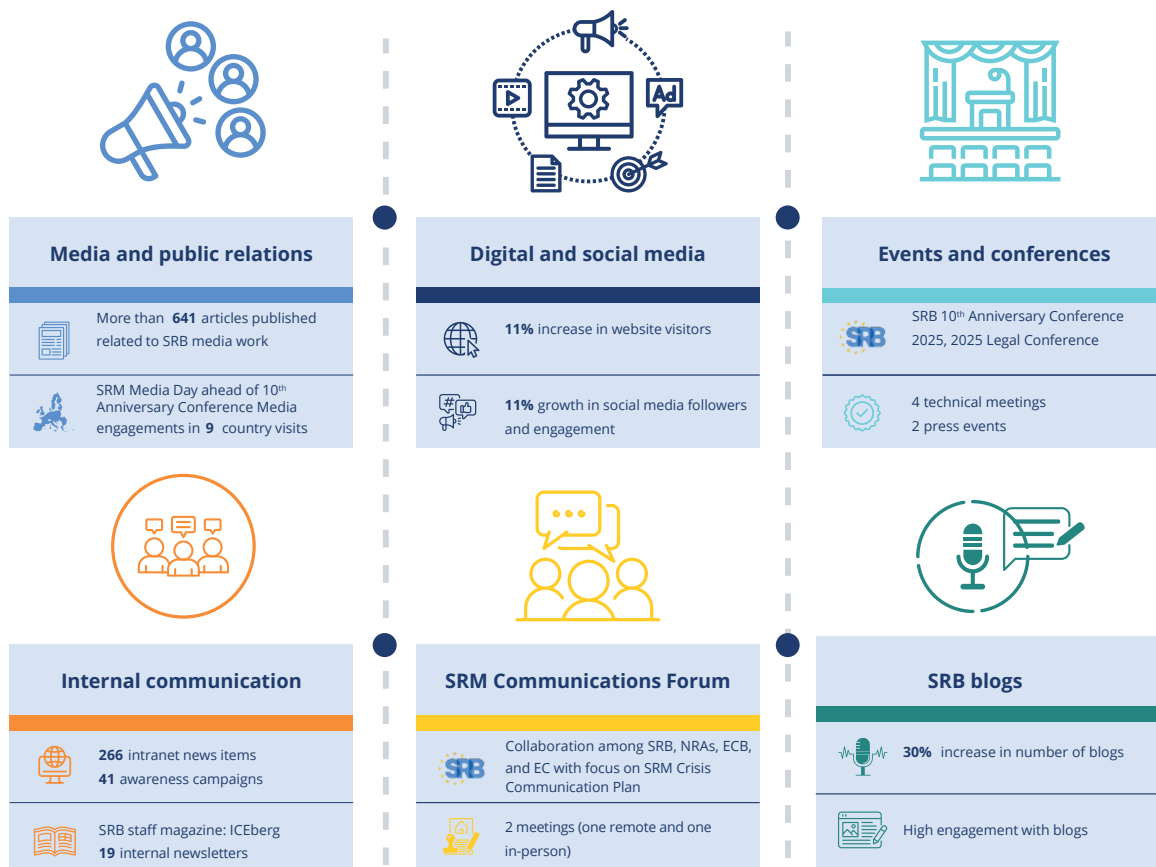 Ad
Media and public relations
More than 641 articles published
related to SRB media work
SRM Media Day ahead of 10th
Anniversary Conference Media
engagements in 9 country visits
Digital and social media
11% increase in website visitors
#
11% growth in social media followers
and engagement
Events and conferences
SRB
SRB 10th Anniversary Conference
2025, 2025 Legal Conference
4 technical meetings
2 press events
Internal communication
266 intranet news items
41 awareness campaigns
SRB staff magazine: ICEberg
19 internal newsletters
SRM Communications Forum
SRB
Collaboration among SRB, NRAs, ECB,
and EC with focus on SRM Crisis
Communication Plan
2 meetings (one remote and one
in-person)
SRB blogs
30% increase in number of blogs
High engagement with blogs